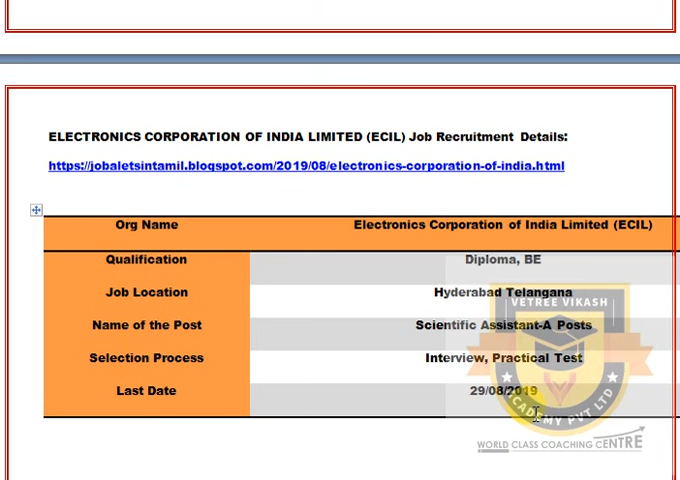 ELECTRONICS CORPORATION OF INDIA LIMITED (ECIL) Job Recruitment Details:
https://jobaletsintamil.blogspot.com/2019/08/electronics-corporation-of-india.html
Org Name Electronics Corporation of India Limited (ECIL)
Qualification Diploma, BE
Job Location Hyderabad Telangana
Name of the Post Scientific Assistant-A Posts
Selection Process Interview, Practical Test
Last Date 29/08/2019
VETREE VIKASH
ACADEMY PVT LTD
WORLD CLASS COACHING CENTRE